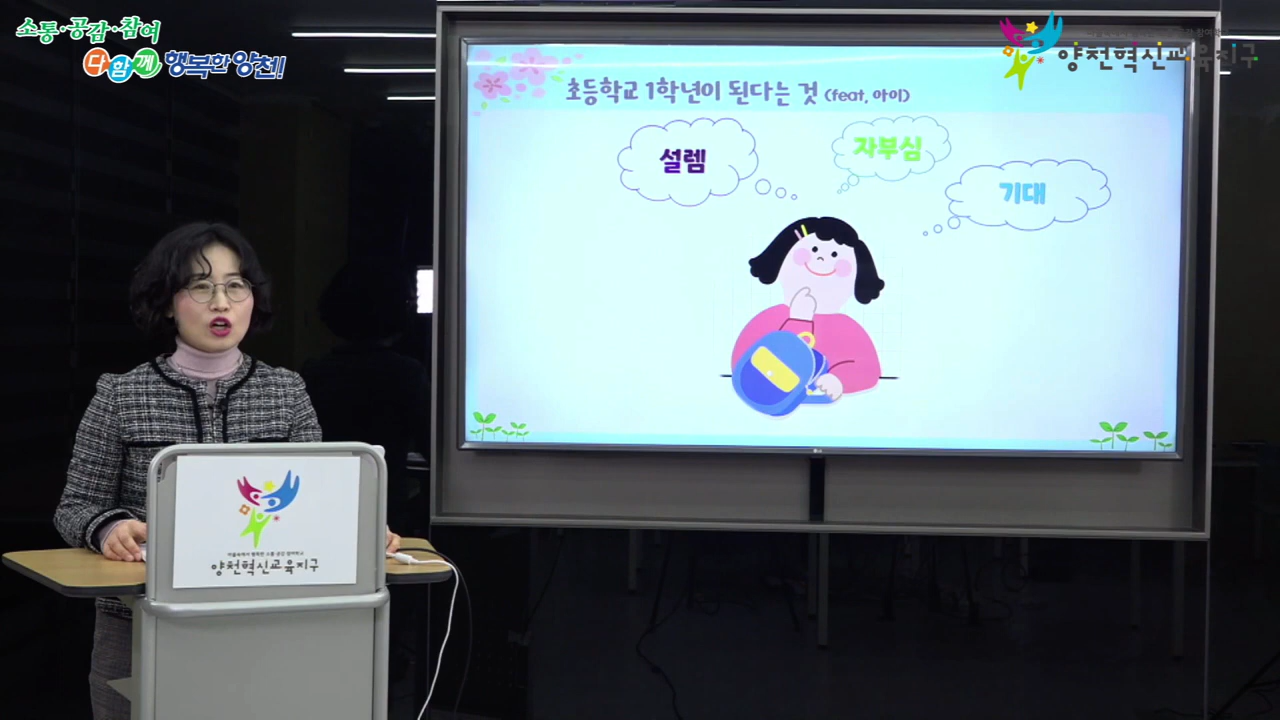 소통·공감·참여
다함께 행복한 양천!
양천혁신교육지구
초등학교 1학년이 된다는 것 (feat. 아이)
설렘
자부심
기대
양천혁신교육지구